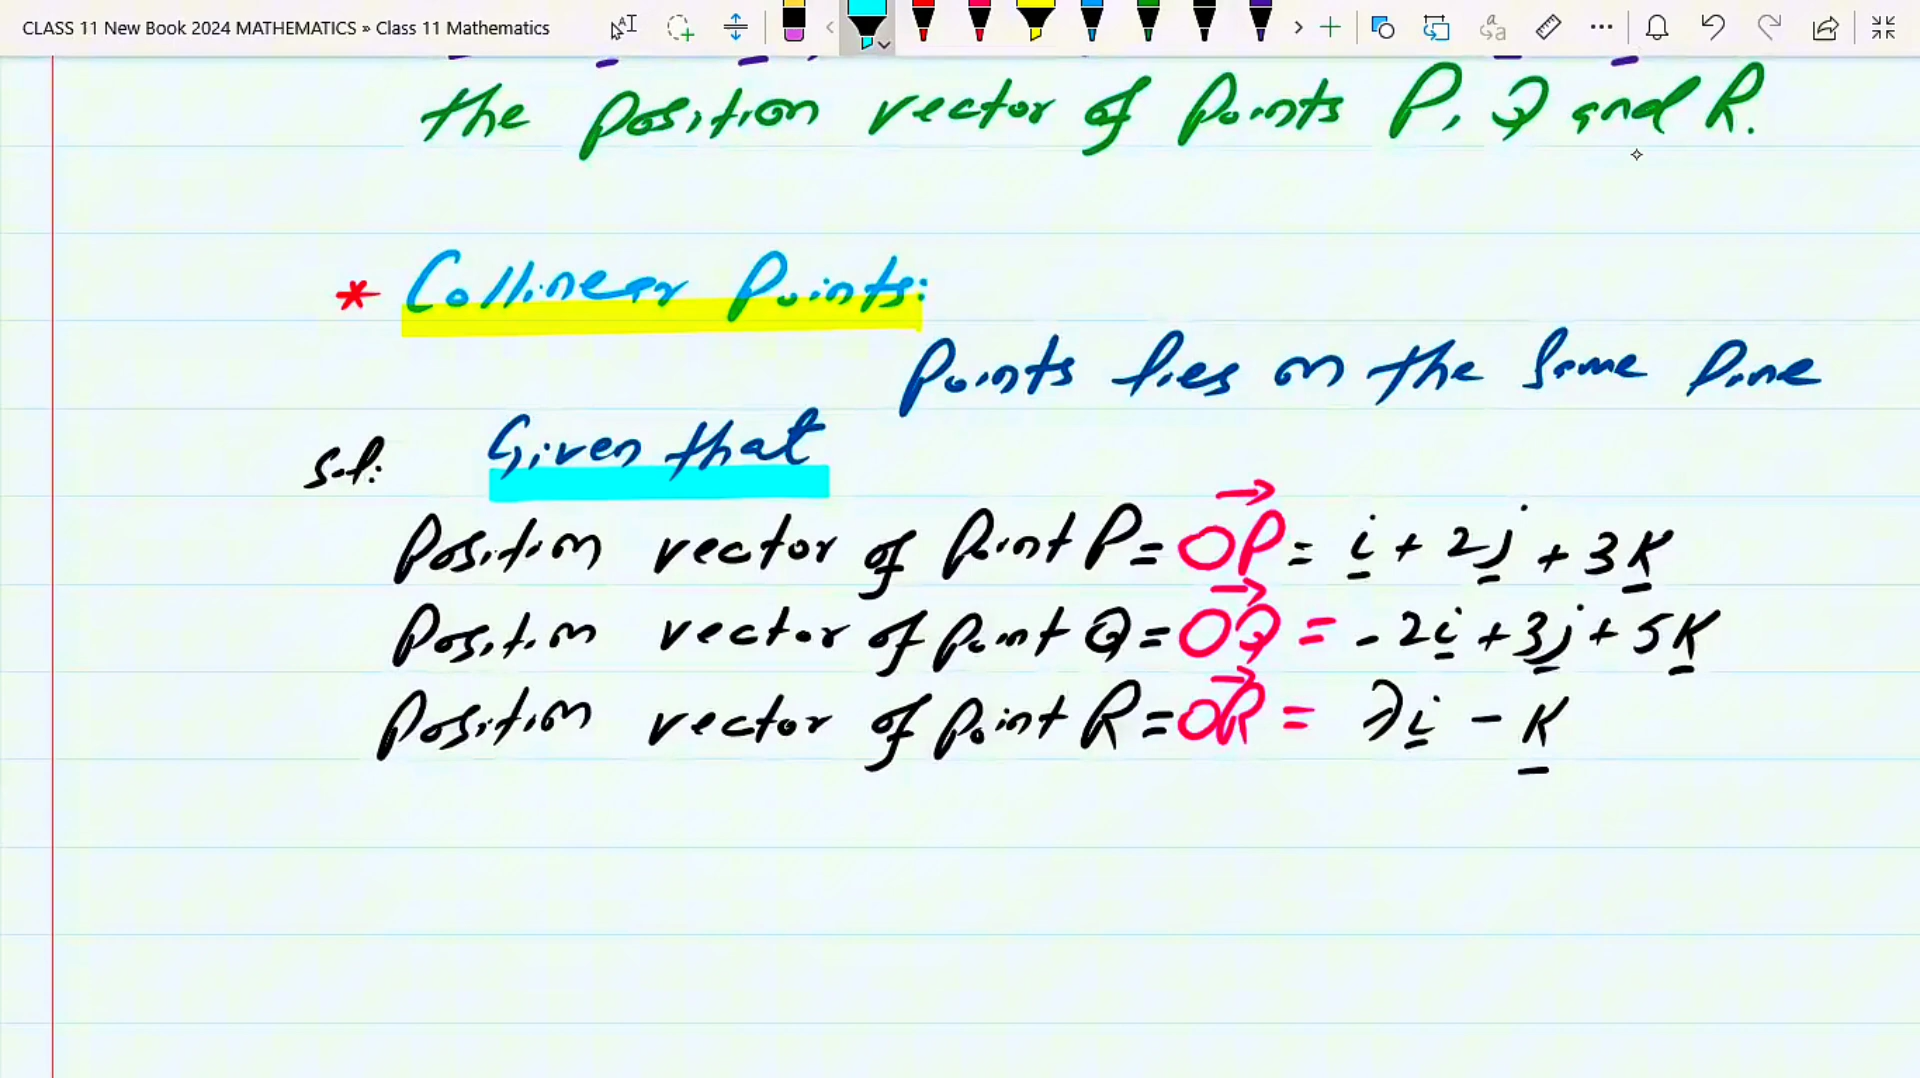 CLASS 11 New Book 2024 MATHEMATICS » Class 11 Mathematics
the position vector of points P, Q and R.
* Collinear Points:
Points lies on the same line
Sol: Given that
Position vector of Point P = OP = i + 2j + 3k
Position vector of point Q = OQ = -2i + 3j + 5k
Position vector of point R = OR = 7i - k